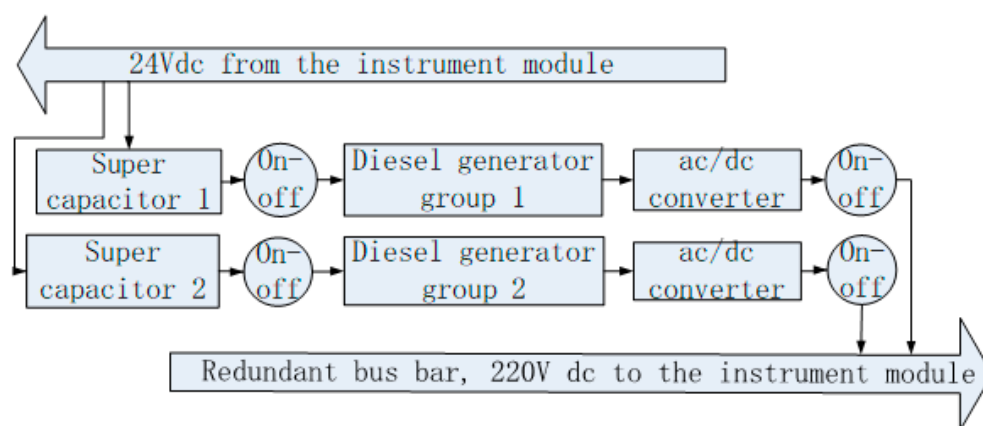 24Vdc from the instrument module
Super
capacitor 1
On-
off
Diesel generator
group 1
ac/dc
converter
On-
off
Super
capacitor 2
On-
off
Diesel generator
group 2
ac/dc
converter
On-
off
Redundant bus bar, 220V dc to the instrument module